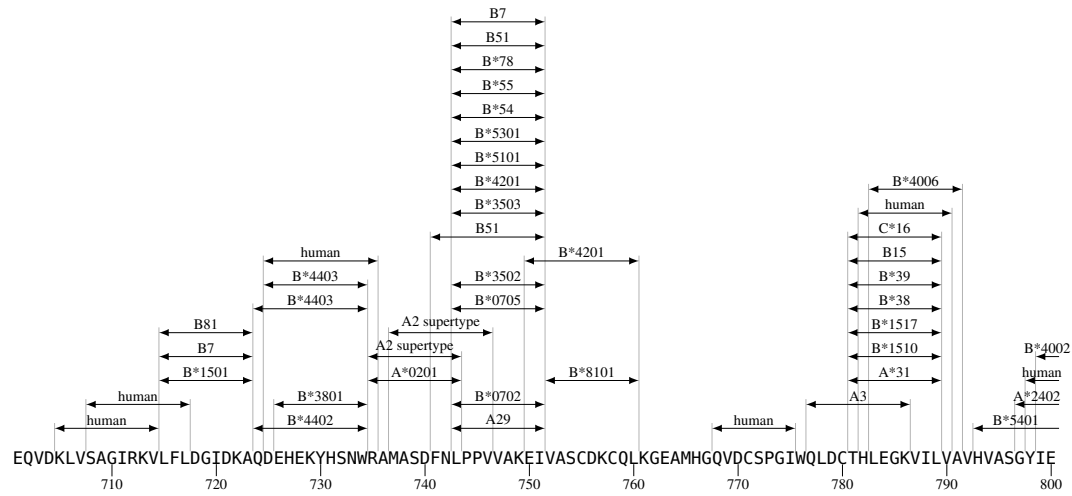 B7
B51
B*78
B*55
B*54
B*5301
B*5101
B*4201 B*4006
B*3503 human
B51 C*16
human B*4201 B15
B*4403 B*3502 B*39
B*4403 B*0705 B*38
B81 A2 supertype B*1517
B7 A2 supertype B*1510 B*4002
B*1501 A*0201 B*8101 A*31 human
human B*3801 B*0702 A3 A*2402
human B*4402 A29 human B*5401
EQVDKLVSAGIRKVLFLDGIDKAQDEHEKYHSNWRAMASDFNLPPVVAKEIVASCDKCQLKGEAMHGQVDCSPGIWQLDCTHLEGKVILVAVHVASGYIE
710 720 730 740 750 760 770 780 790 800